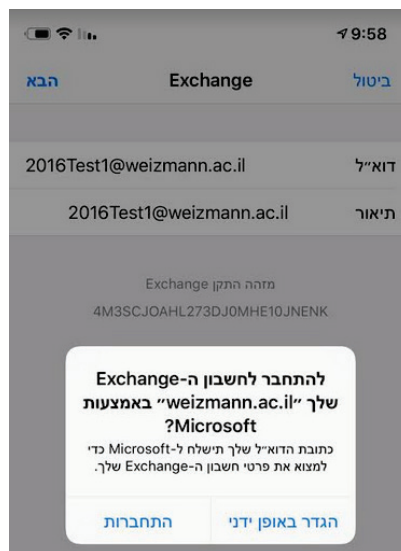 9:58
ביטול Exchange הבא
דוא״ל 2016Test1@weizmann.ac.il
תיאור 2016Test1@weizmann.ac.il
מזהה התקן Exchange
4M3SCJOAHL273DJ0MHE10JNENK
להתחבר לחשבון ה-Exchange
שלך ״weizmann.ac.il״ באמצעות
Microsoft?
כתובת הדוא״ל שלך תישלח ל-Microsoft כדי
למצוא את פרטי חשבון ה-Exchange שלך.
הגדר באופן ידני התחברות